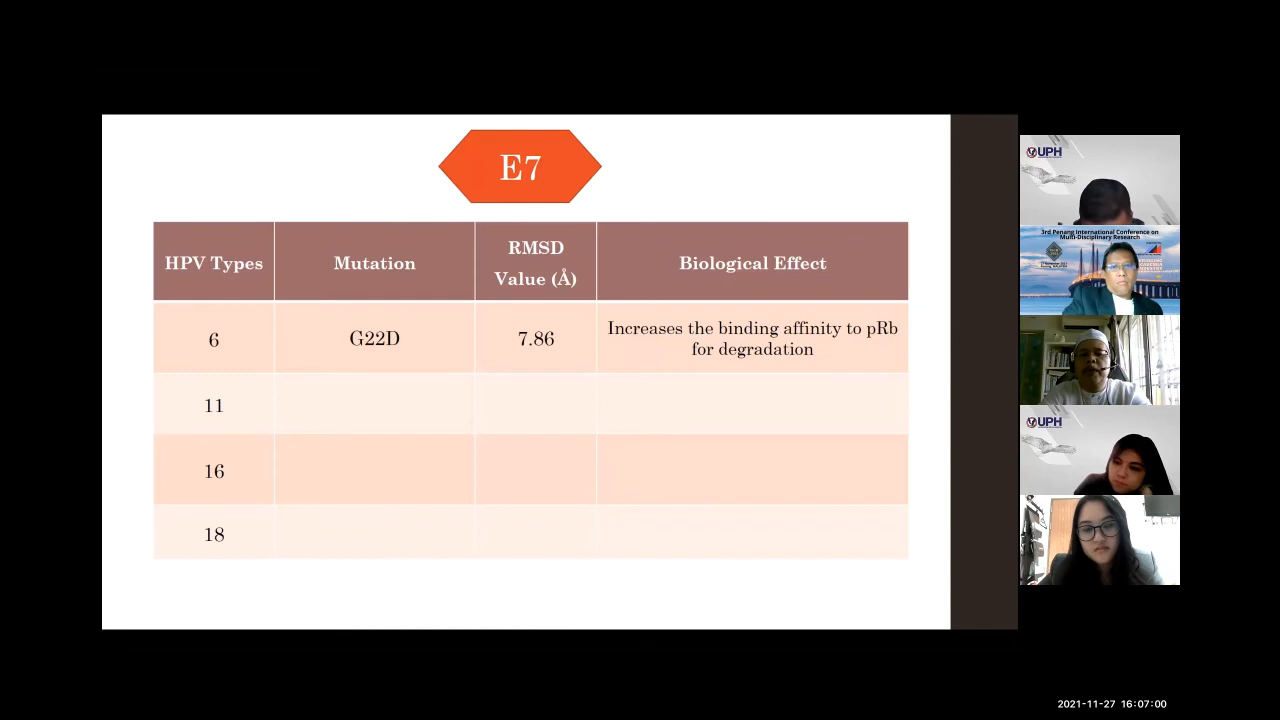 E7
HPV Types
Mutation
RMSD
Value (Å)
Biological Effect
6
G22D
7.86
Increases the binding affinity to pRb
for degradation
11
16
18
UPH
3rd Penang International Conference on
Multi-Disciplinary Research
UPH
2021-11-27 16:07:00